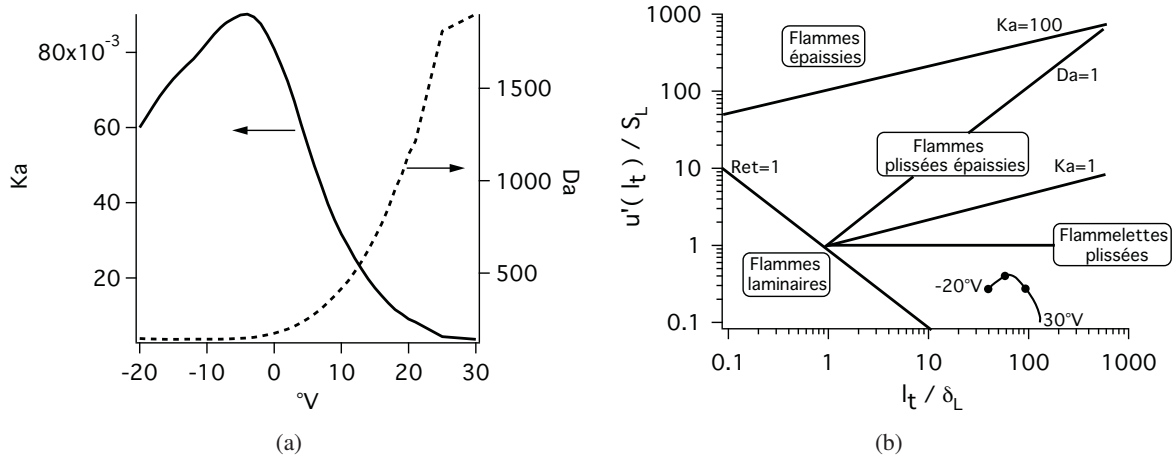 80x10⁻³
60
40
20
Ka
-20
-10
0
10
20
30
°V
1500
1000
500
Da
(a)
1000
100
10
1
0.1
u'( lₜ ) / S_L
Flammes
épaissies
Ka=100
Da=1
Flammes
plissées épaissies
Ret=1
Ka=1
Flammelettes
plissées
Flammes
laminaires
-20°V
30°V
0.1
1
10
100
1000
lₜ / δ_L
(b)